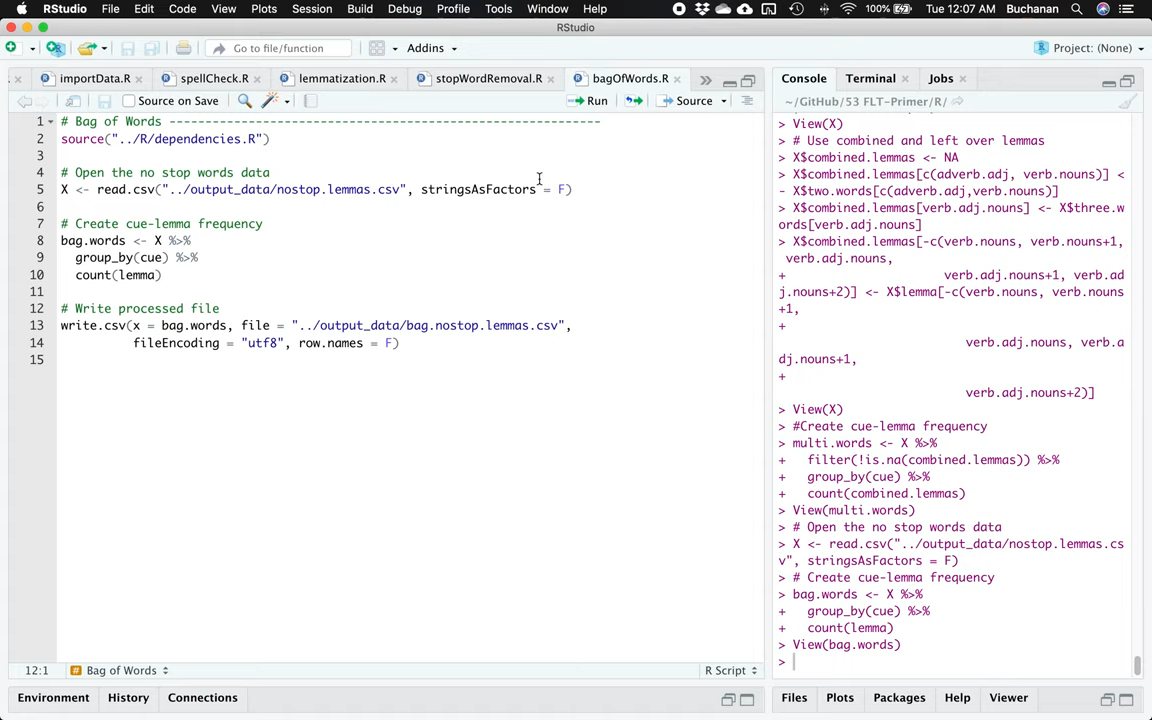 RStudio File Edit Code View Plots Session Build Debug Profile Tools Window Help 100% Tue 12:07 AM Buchanan
RStudio
Go to file/function Addins Project: (None)
importData.R spellCheck.R lemmatization.R stopWordRemoval.R bagOfWords.R
Source on Save Run Source
1 # Bag of Words ------------------------------------------------------------
2 source("../R/dependencies.R")
3
4 # Open the no stop words data
5 X <- read.csv("../output_data/nostop.lemmas.csv", stringsAsFactors = F)
6
7 # Create cue-lemma frequency
8 bag.words <- X %>%
9 group_by(cue) %>%
10 count(lemma)
11
12 # Write processed file
13 write.csv(x = bag.words, file = "../output_data/bag.nostop.lemmas.csv",
14 fileEncoding = "utf8", row.names = F)
15
12:1 # Bag of Words R Script
Environment History Connections
Console Terminal Jobs
~/GitHub/53 FLT-Primer/R/
> View(X)
> # Use combined and left over lemmas
> X$combined.lemmas <- NA
> X$combined.lemmas[c(adverb.adj, verb.nouns)] <
- X$two.words[c(adverb.adj,verb.nouns)]
> X$combined.lemmas[verb.adj.nouns] <- X$three.w
ords[verb.adj.nouns]
> X$combined.lemmas[-c(verb.nouns, verb.nouns+1,
verb.adj.nouns,
+ verb.adj.nouns+1, verb.ad
j.nouns+2)] <- X$lemma[-c(verb.nouns, verb.nouns
+1,
+
verb.adj.nouns, verb.a
dj.nouns+1,
+
verb.adj.nouns+2)]
> View(X)
> #Create cue-lemma frequency
> multi.words <- X %>%
+ filter(!is.na(combined.lemmas)) %>%
+ group_by(cue) %>%
+ count(combined.lemmas)
> View(multi.words)
> # Open the no stop words data
> X <- read.csv("../output_data/nostop.lemmas.cs
v", stringsAsFactors = F)
> # Create cue-lemma frequency
> bag.words <- X %>%
+ group_by(cue) %>%
+ count(lemma)
> View(bag.words)
>
Files Plots Packages Help Viewer